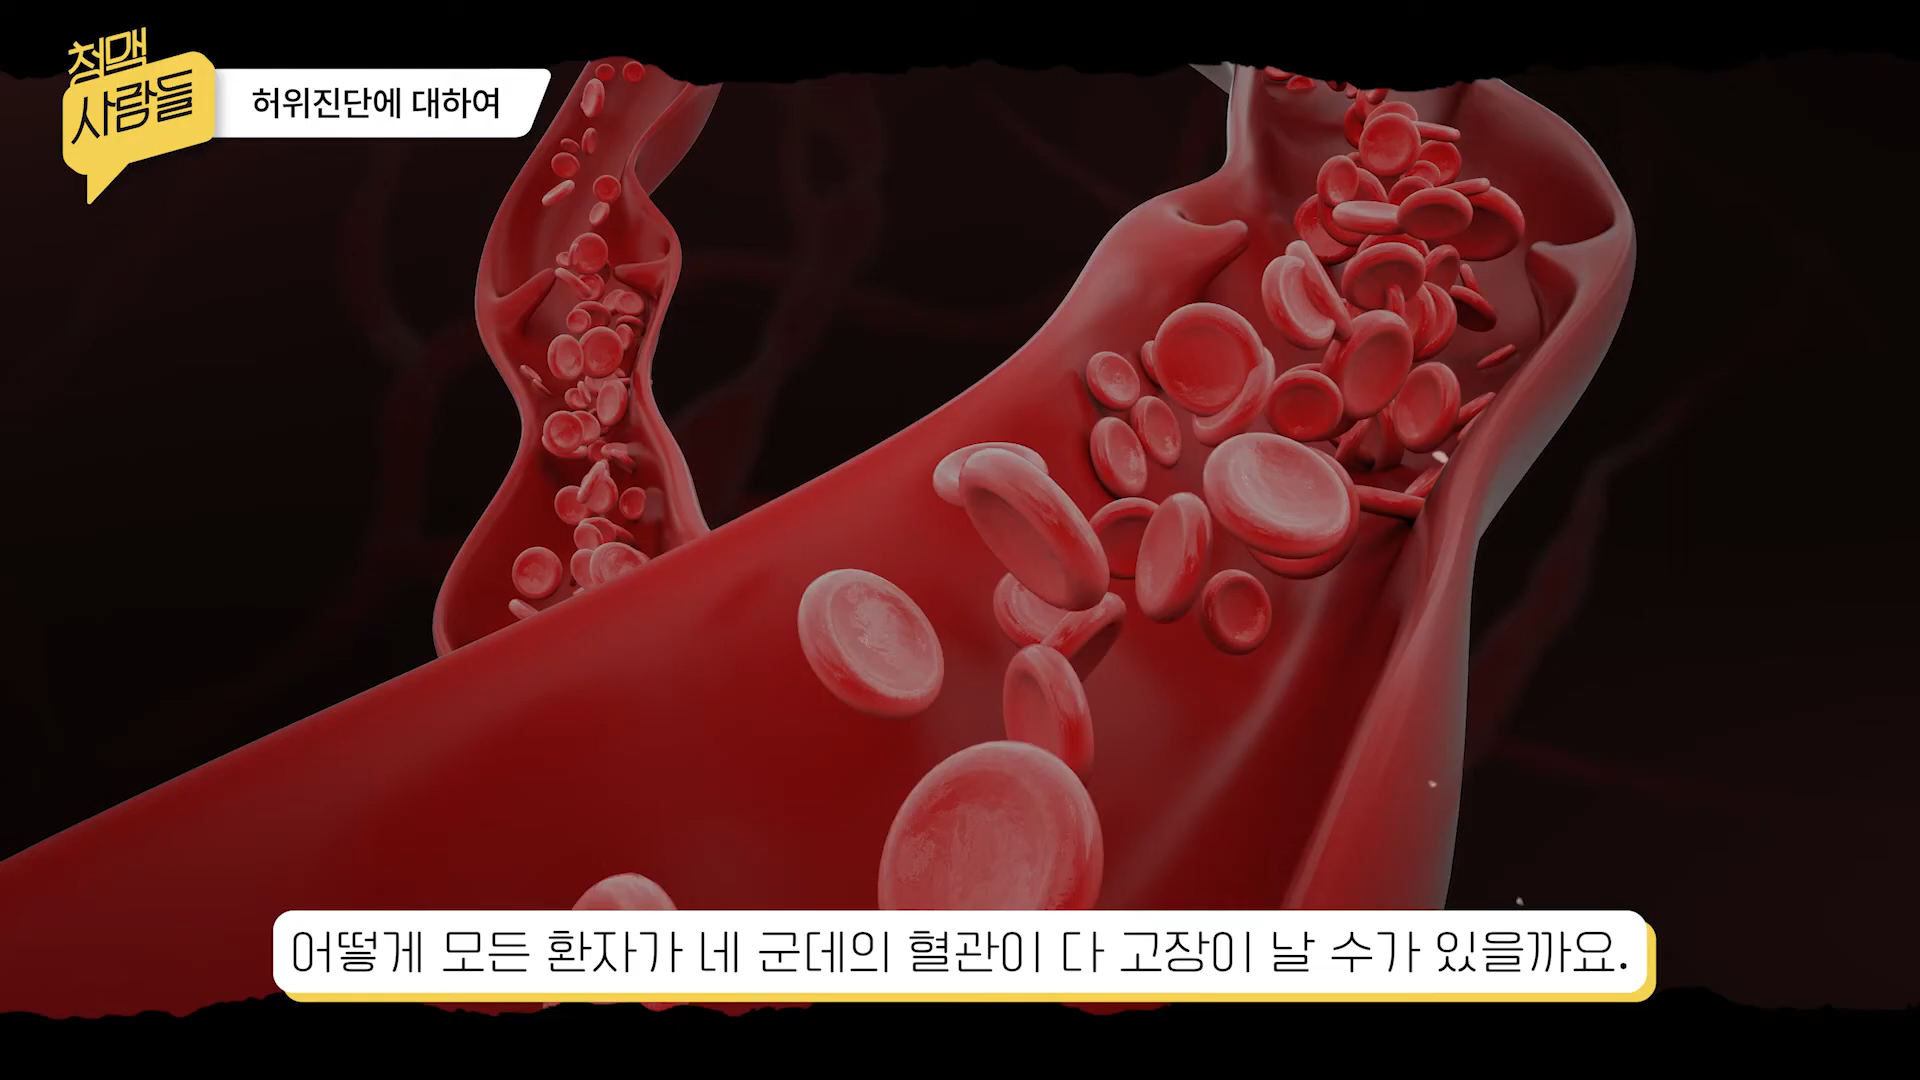 청맥
사람들
허위진단에 대하여
어떻게 모든 환자가 네 군데의 혈관이 다 고장이 날 수가 있을까요.